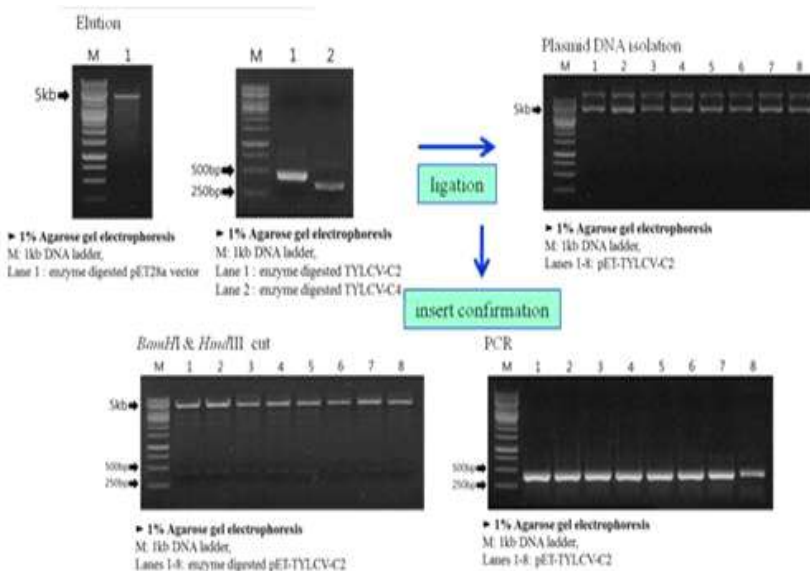 Elution
M 1
5kb
► 1% Agarose gel electrophoresis
M: 1kb DNA ladder,
Lane 1 : enzyme digested pET28a vector
M 1 2
500bp
250bp
► 1% Agarose gel electrophoresis
M: 1kb DNA ladder,
Lane 1 : enzyme digested TYLCV-C2
Lane 2 : enzyme digested TYLCV-C4
ligation
insert confirmation
Plasmid DNA isolation
M 1 2 3 4 5 6 7 8
5kb
► 1% Agarose gel electrophoresis
M: 1kb DNA ladder,
Lanes 1-8: pET-TYLCV-C2
BamHI & HindIII cut
M 1 2 3 4 5 6 7 8
5kb
500bp
250bp
► 1% Agarose gel electrophoresis
M: 1kb DNA ladder,
Lanes 1-8: enzyme digested pET-TYLCV-C2
PCR
M 1 2 3 4 5 6 7 8
500bp
250bp
► 1% Agarose gel electrophoresis
M: 1kb DNA ladder,
Lanes 1-8: pET-TYLCV-C2